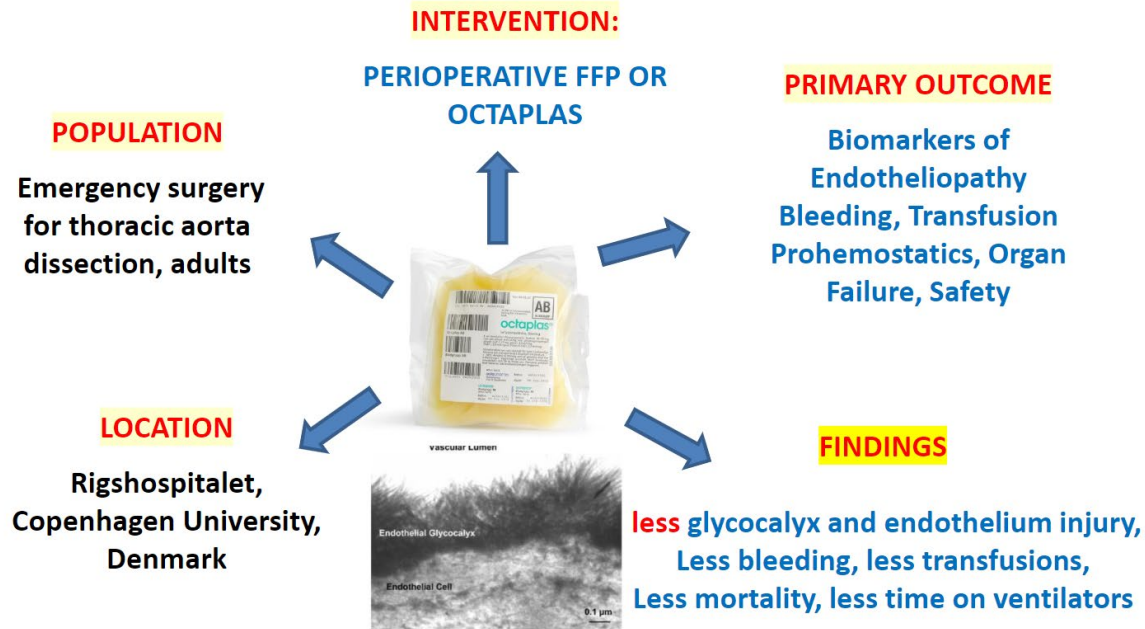 INTERVENTION:
PERIOPERATIVE FFP OR
OCTAPLAS
POPULATION
Emergency surgery
for thoracic aorta
dissection, adults
PRIMARY OUTCOME
Biomarkers of
Endotheliopathy
Bleeding, Transfusion
Prohemostatics, Organ
Failure, Safety
AB
octaplas
LOCATION
Rigshospitalet,
Copenhagen University,
Denmark
Vascular Lumen
Endothelial Glycocalyx
Endothelial Cell
0.1 µm
FINDINGS
less glycocalyx and endothelium injury,
Less bleeding, less transfusions,
Less mortality, less time on ventilators